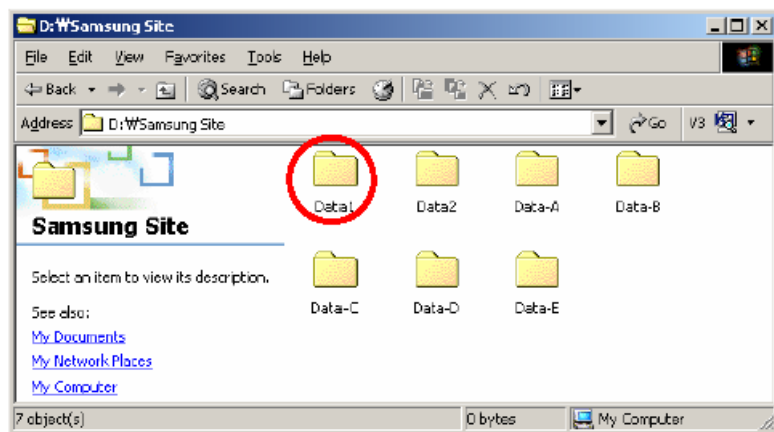 D:₩Samsung Site
File Edit View Favorites Tools Help
Back Search Folders
Address D:₩Samsung Site Go V3
Samsung Site
Select an item to view its description.
See also:
My Documents
My Network Places
My Computer
Data1 Data2 Data-A Data-B
Data-C Data-D Data-E
7 object(s) 0 bytes My Computer